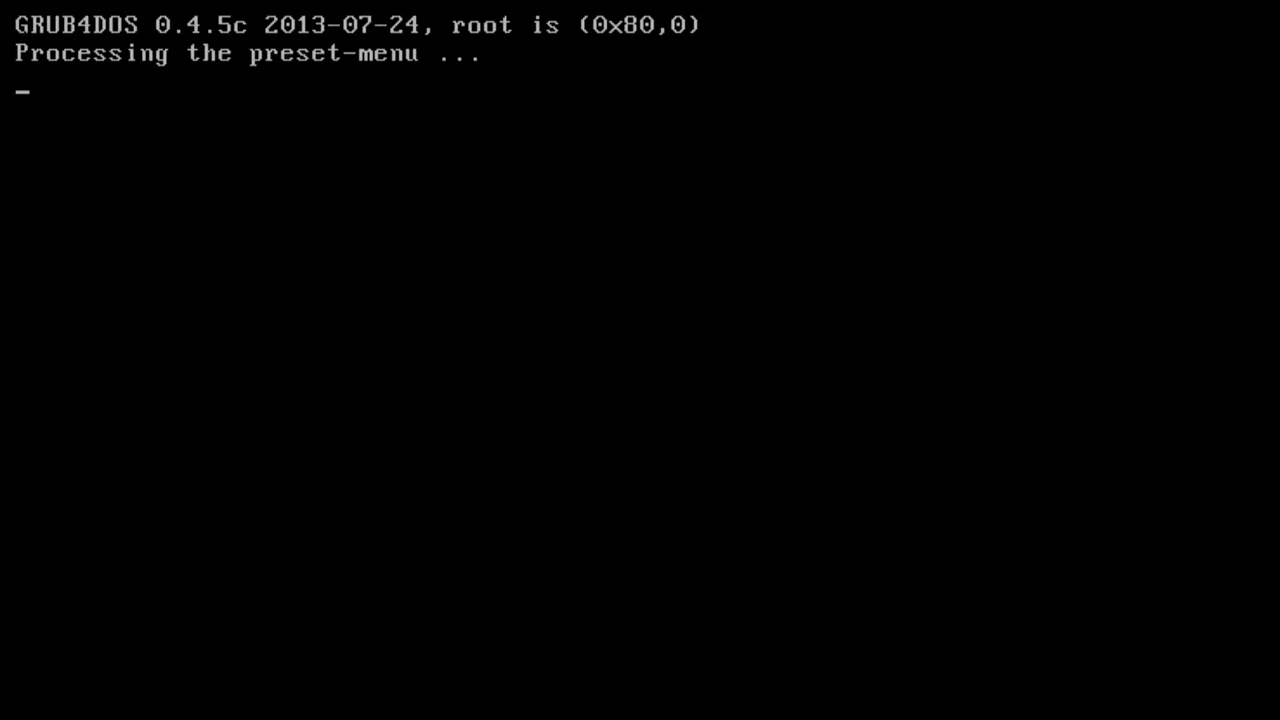 GRUB4DOS 0.4.5c 2013-07-24, root is (0x80,0)
Processing the preset-menu ...
_